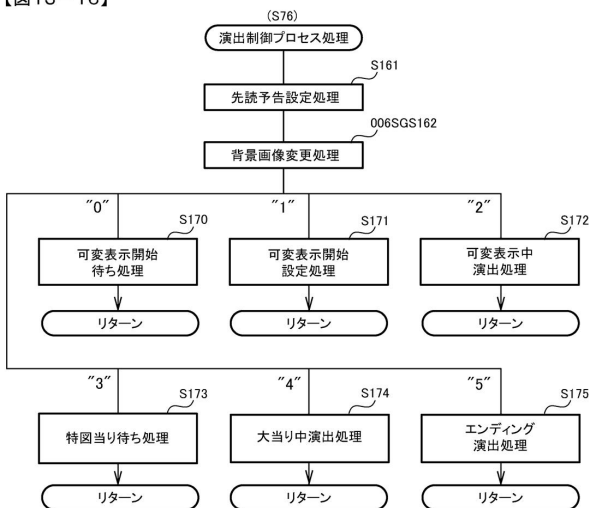 (S76)
演出制御プロセス処理
S161
先読予告設定処理
006SGS162
背景画像変更処理
"0"
"1"
"2"
S170
S171
S172
可変表示開始
待ち処理
可変表示開始
設定処理
可変表示中
演出処理
リターン
リターン
リターン
"3"
"4"
"5"
S173
S174
S175
特図当り待ち処理
大当り中演出処理
エンディング
演出処理
リターン
リターン
リターン